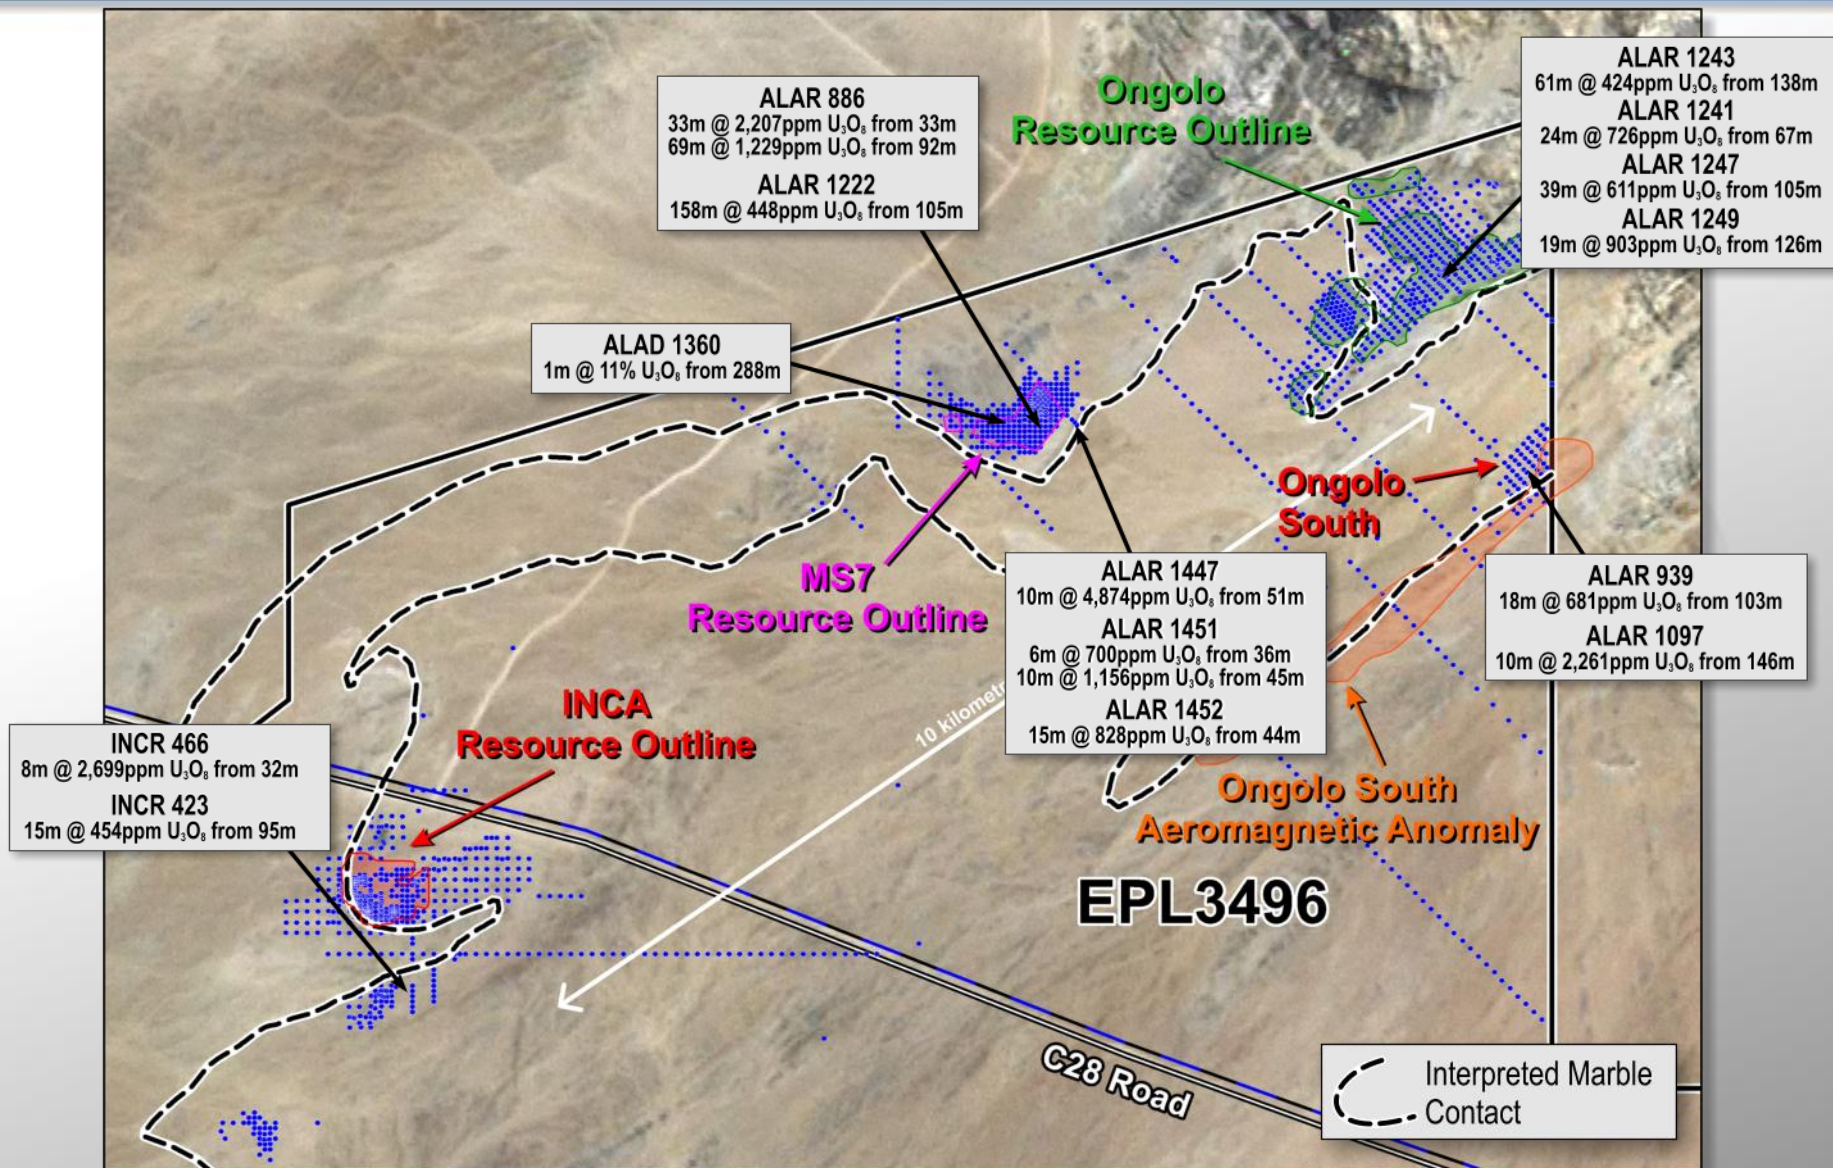 ALAR 1243
61m @ 424ppm U₃O₈ from 138m
ALAR 1241
24m @ 726ppm U₃O₈ from 67m
ALAR 1247
39m @ 611ppm U₃O₈ from 105m
ALAR 1249
19m @ 903ppm U₃O₈ from 126m
Ongolo
Resource Outline
ALAR 886
33m @ 2,207ppm U₃O₈ from 33m
69m @ 1,229ppm U₃O₈ from 92m
ALAR 1222
158m @ 448ppm U₃O₈ from 105m
ALAD 1360
1m @ 11% U₃O₈ from 288m
Ongolo
South
MS7
Resource Outline
ALAR 1447
10m @ 4,874ppm U₃O₈ from 51m
ALAR 1451
6m @ 700ppm U₃O₈ from 36m
10m @ 1,156ppm U₃O₈ from 45m
ALAR 1452
15m @ 828ppm U₃O₈ from 44m
ALAR 939
18m @ 681ppm U₃O₈ from 103m
ALAR 1097
10m @ 2,261ppm U₃O₈ from 146m
INCA
Resource Outline
10
INCR 466
8m @ 2,699ppm U₃O₈ from 32m
INCR 423
15m @ 454ppm U₃O₈ from 95m
Ongolo South
Aeromagnetic Anomaly
EPL3496
C28 Road
Interpreted Marble
Contact